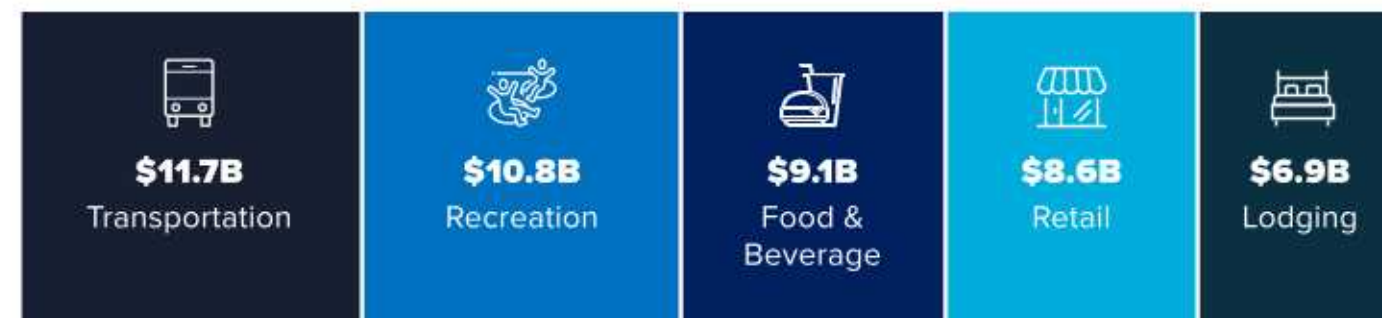 $11.7B
Transportation
$10.8B
Recreation
$9.1B
Food &
Beverage
$8.6B
Retail
$6.9B
Lodging